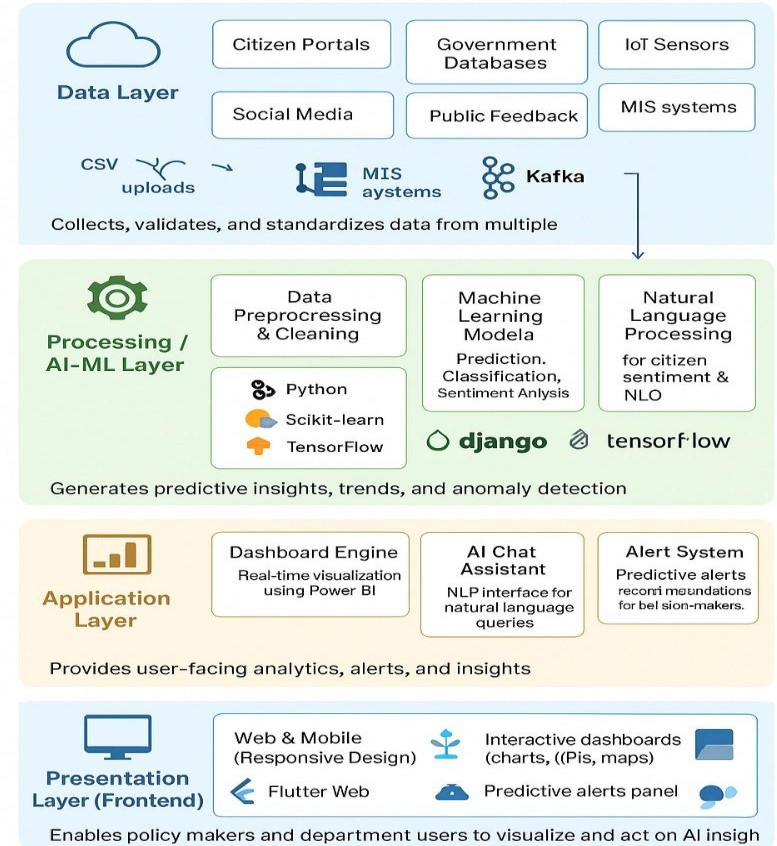 Citizen Portals
Government
Databases
IoT Sensors
Data Layer
Social Media
Public Feedback
MIS systems
CSV
uploads
MIS
aystems
Kafka
Collects, validates, and standardizes data from multiple
Processing /
AI-ML Layer
Data
Preprocressing
& Cleaning
Machine
Learning
Modela
Prediction.
Classification,
Sentiment Anlysis
Natural
Language
Processing
for citizen
sentiment &
NLO
Python
Scikit-learn
TensorFlow
django
tensorflow
Generates predictive insights, trends, and anomaly detection
Application
Layer
Dashboard Engine
Real-time visualization
using Power BI
AI Chat
Assistant
NLP interface for
natural language
queries
Alert System
Predictive alerts
for bel sion-makers.
Provides user-facing analytics, alerts, and insights
Presentation
Layer (Frontend)
Web & Mobile
(Responsive Design)
Interactive dashboards
(charts, ((Pis, maps)
Flutter Web
Predictive alerts panel
Enables policy makers and department users to visualize and act on AI insigh